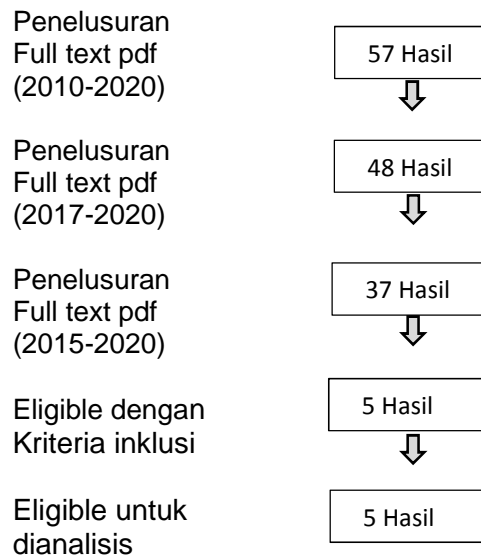 Penelusuran
Full text pdf
(2010-2020)
57 Hasil
Penelusuran
Full text pdf
(2017-2020)
48 Hasil
Penelusuran
Full text pdf
(2015-2020)
37 Hasil
Eligible dengan
Kriteria inklusi
5 Hasil
Eligible untuk
dianalisis
5 Hasil